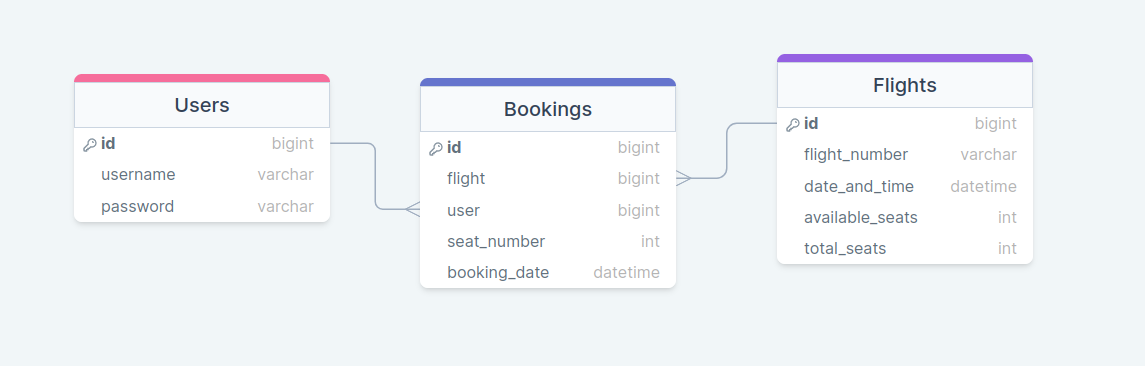 Users
id bigint
username varchar
password varchar
Bookings
id bigint
flight bigint
user bigint
seat_number int
booking_date datetime
Flights
id bigint
flight_number varchar
date_and_time datetime
available_seats int
total_seats int